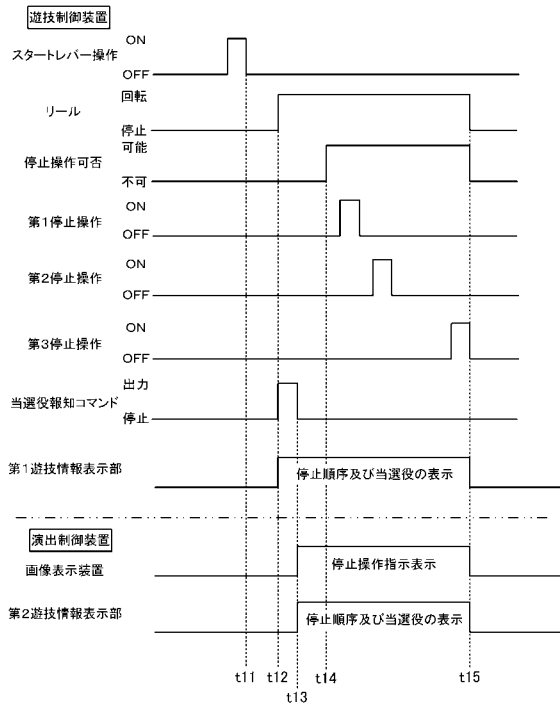 遊技制御装置
スタートレバー操作
ON
OFF
リール
回転
停止
停止操作可否
可能
不可
第1停止操作
ON
OFF
第2停止操作
ON
OFF
第3停止操作
ON
OFF
当選役報知コマンド
出力
停止
第1遊技情報表示部
停止順序及び当選役の表示
演出制御装置
画像表示装置
停止操作指示表示
第2遊技情報表示部
停止順序及び当選役の表示
t11 t12 t14 t15
t13